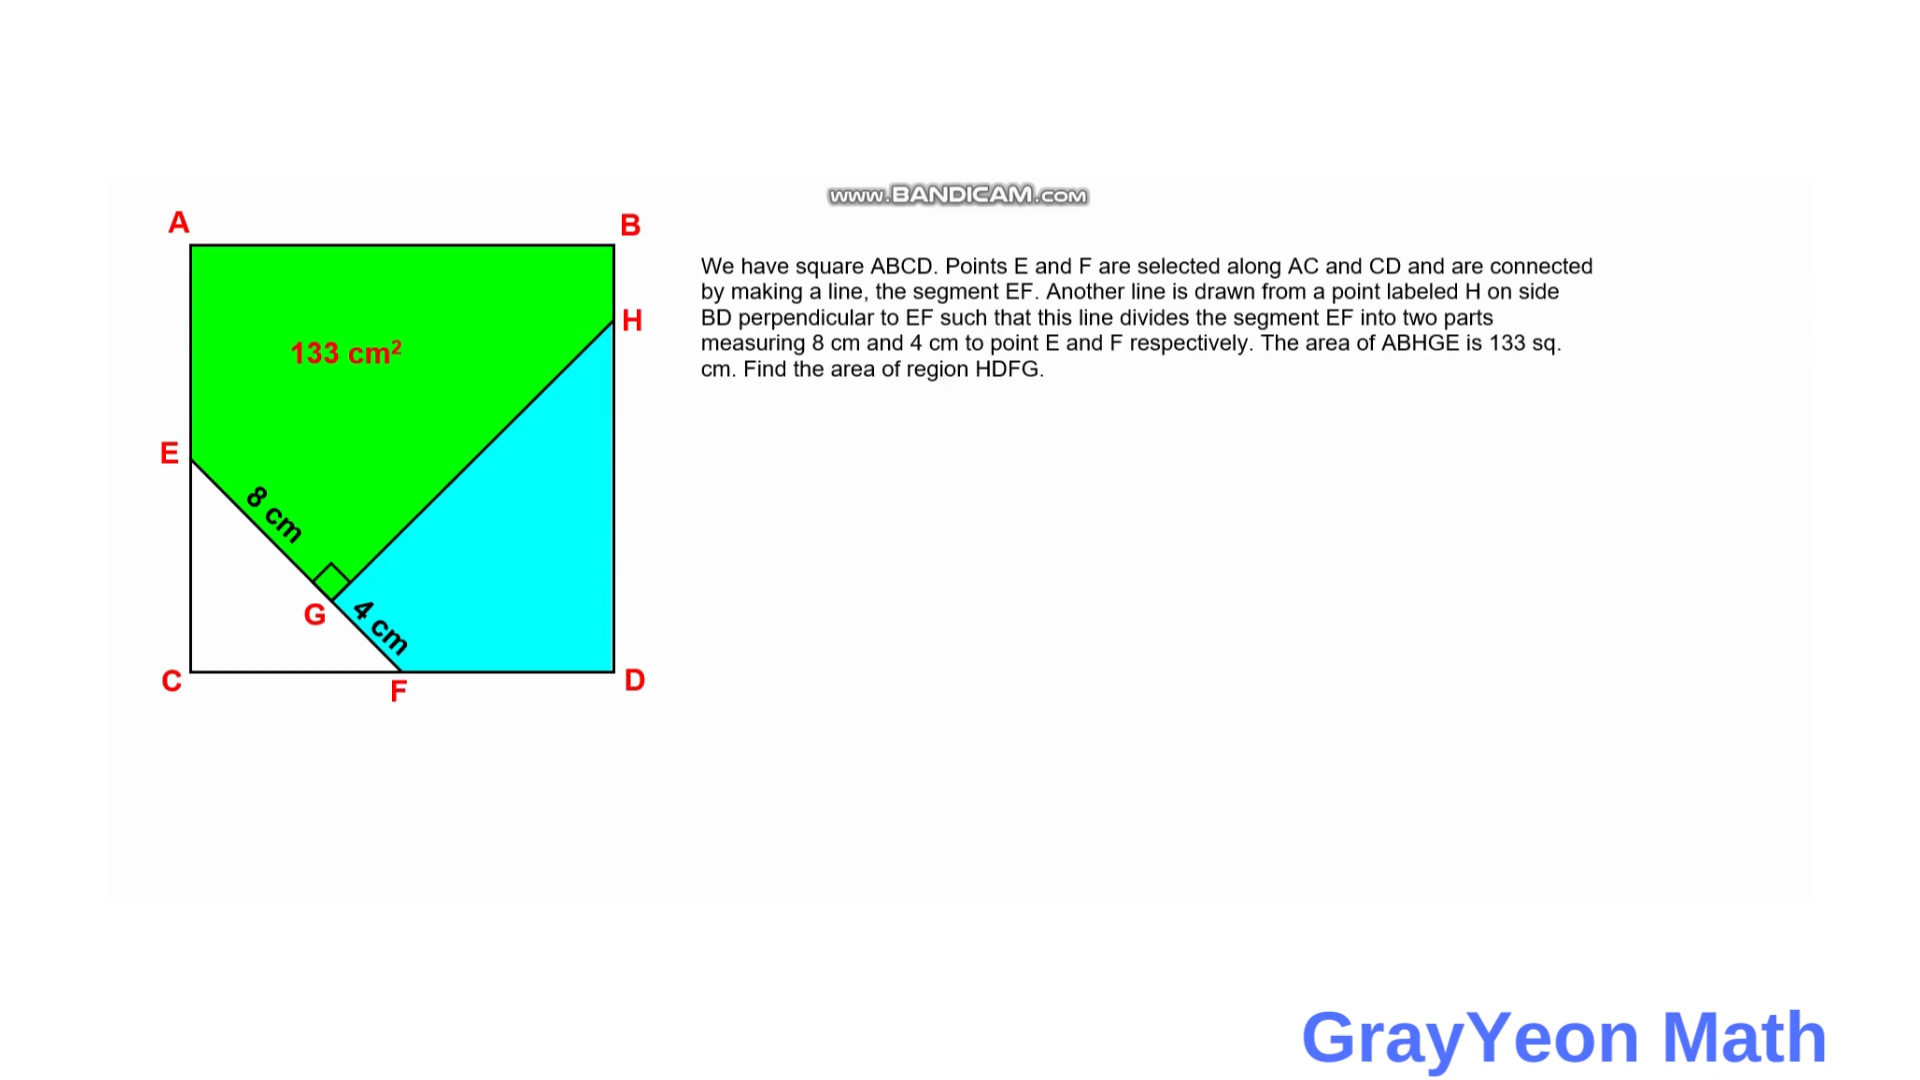 www.BANDICAM.com
A
B
We have square ABCD. Points E and F are selected along AC and CD and are connected
by making a line, the segment EF. Another line is drawn from a point labeled H on side
BD perpendicular to EF such that this line divides the segment EF into two parts
measuring 8 cm and 4 cm to point E and F respectively. The area of ABHGE is 133 sq.
cm. Find the area of region HDFG.
H
133 cm²
E
8 cm
G
4 cm
C
F
D
GrayYeon Math